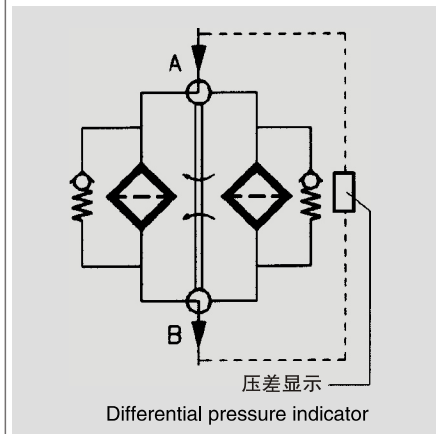 A
B
压差显示
Differential pressure indicator